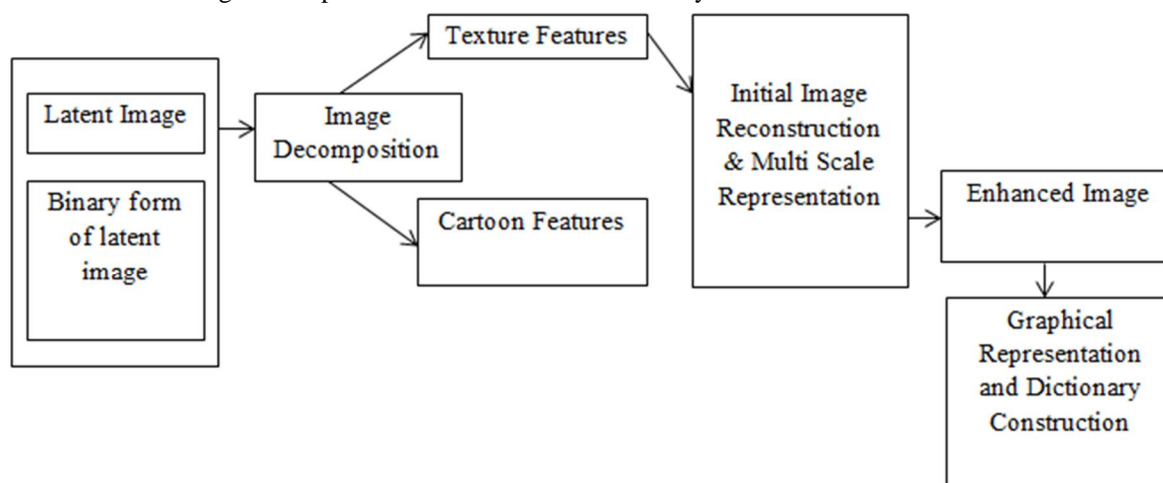 Texture Features
Latent Image
Image
Decomposition
Binary form
of latent
image
Cartoon Features
Initial Image
Reconstruction
& Multi Scale
Representation
Enhanced Image
Graphical
Representation
and Dictionary
Construction